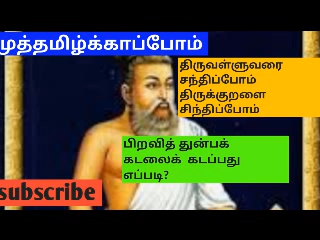 முத்தமிழ்க்காப்போம்
திருவள்ளுவரை
சந்திப்போம்
திருக்குறளை
சிந்திப்போம்
பிறவித் துன்பக்
கடலைக் கடப்பது
எப்படி?
subscribe